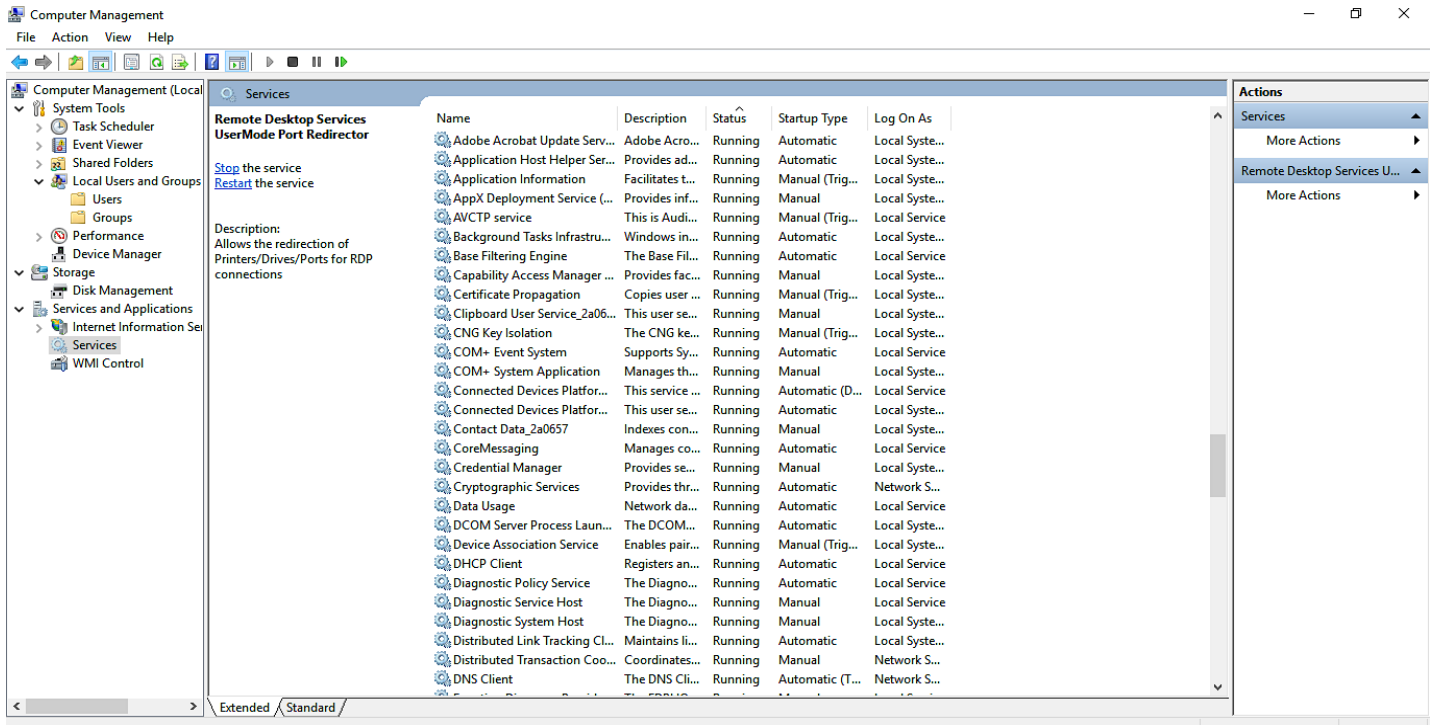 Computer Management
File Action View Help
Computer Management (Local
System Tools
Task Scheduler
Event Viewer
Shared Folders
Local Users and Groups
Users
Groups
Performance
Device Manager
Storage
Disk Management
Services and Applications
Internet Information Ser
Services
WMI Control
Services
Remote Desktop Services
UserMode Port Redirector
Stop the service
Restart the service
Description:
Allows the redirection of
Printers/Drives/Ports for RDP
connections
Name Description Status Startup Type Log On As
Adobe Acrobat Update Serv... Adobe Acro... Running Automatic Local Syste...
Application Host Helper Ser... Provides ad... Running Automatic Local Syste...
Application Information Facilitates t... Running Manual (Trig... Local Syste...
AppX Deployment Service (... Provides inf... Running Manual Local Syste...
AVCTP service This is Audi... Running Manual (Trig... Local Service
Background Tasks Infrastru... Windows in... Running Automatic Local Syste...
Base Filtering Engine The Base Fil... Running Automatic Local Service
Capability Access Manager ... Provides fac... Running Manual Local Syste...
Certificate Propagation Copies user ... Running Manual (Trig... Local Syste...
Clipboard User Service_2a06... This user se... Running Manual Local Syste...
CNG Key Isolation The CNG ke... Running Manual (Trig... Local Syste...
COM+ Event System Supports Sy... Running Automatic Local Service
COM+ System Application Manages th... Running Manual Local Syste...
Connected Devices Platfor... This service ... Running Automatic (D... Local Service
Connected Devices Platfor... This user se... Running Automatic Local Syste...
Contact Data_2a0657 Indexes con... Running Manual Local Syste...
CoreMessaging Manages co... Running Automatic Local Service
Credential Manager Provides se... Running Manual Local Syste...
Cryptographic Services Provides thr... Running Automatic Network S...
Data Usage Network da... Running Automatic Local Service
DCOM Server Process Laun... The DCOM... Running Automatic Local Syste...
Device Association Service Enables pair... Running Manual (Trig... Local Syste...
DHCP Client Registers an... Running Automatic Local Service
Diagnostic Policy Service The Diagno... Running Automatic Local Service
Diagnostic Service Host The Diagno... Running Manual Local Service
Diagnostic System Host The Diagno... Running Manual Local Syste...
Distributed Link Tracking Cl... Maintains li... Running Automatic Local Syste...
Distributed Transaction Coo... Coordinates... Running Manual Network S...
DNS Client The DNS Cli... Running Automatic (T... Network S...
Extended Standard
Actions
Services
More Actions
Remote Desktop Services U...
More Actions